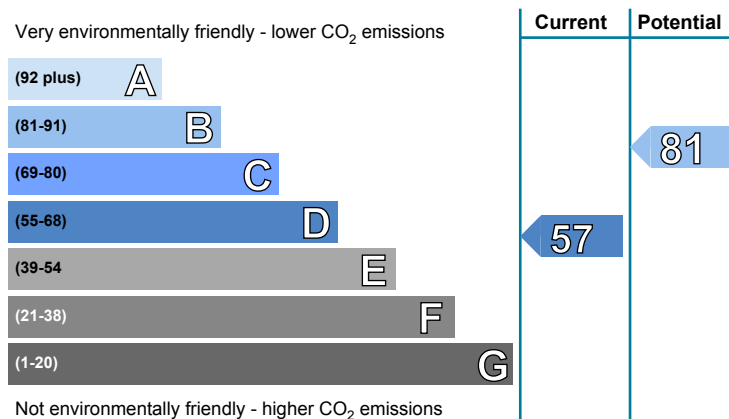 Current Potential
Very environmentally friendly - lower CO2 emissions
(92 plus) A
(81-91) B
81
(69-80) C
(55-68) D
57
(39-54 E
(21-38) F
(1-20) G
Not environmentally friendly - higher CO2 emissions